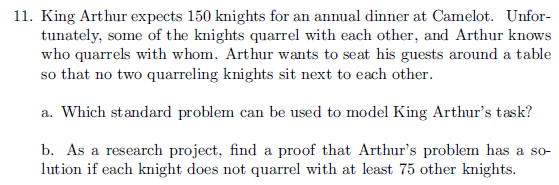 11. King Arthur expects 150 knights for an annual dinner at Camelot. Unfor-
tunately, some of the knights quarrel with each other, and Arthur knows
who quarrels with whom. Arthur wants to seat his guests around a table
so that no two quarreling knights sit next to each other.
a. Which standard problem can be used to model King Arthur's task?
b. As a research project, find a proof that Arthur's problem has a so-
lution if each knight does not quarrel with at least 75 other knights.